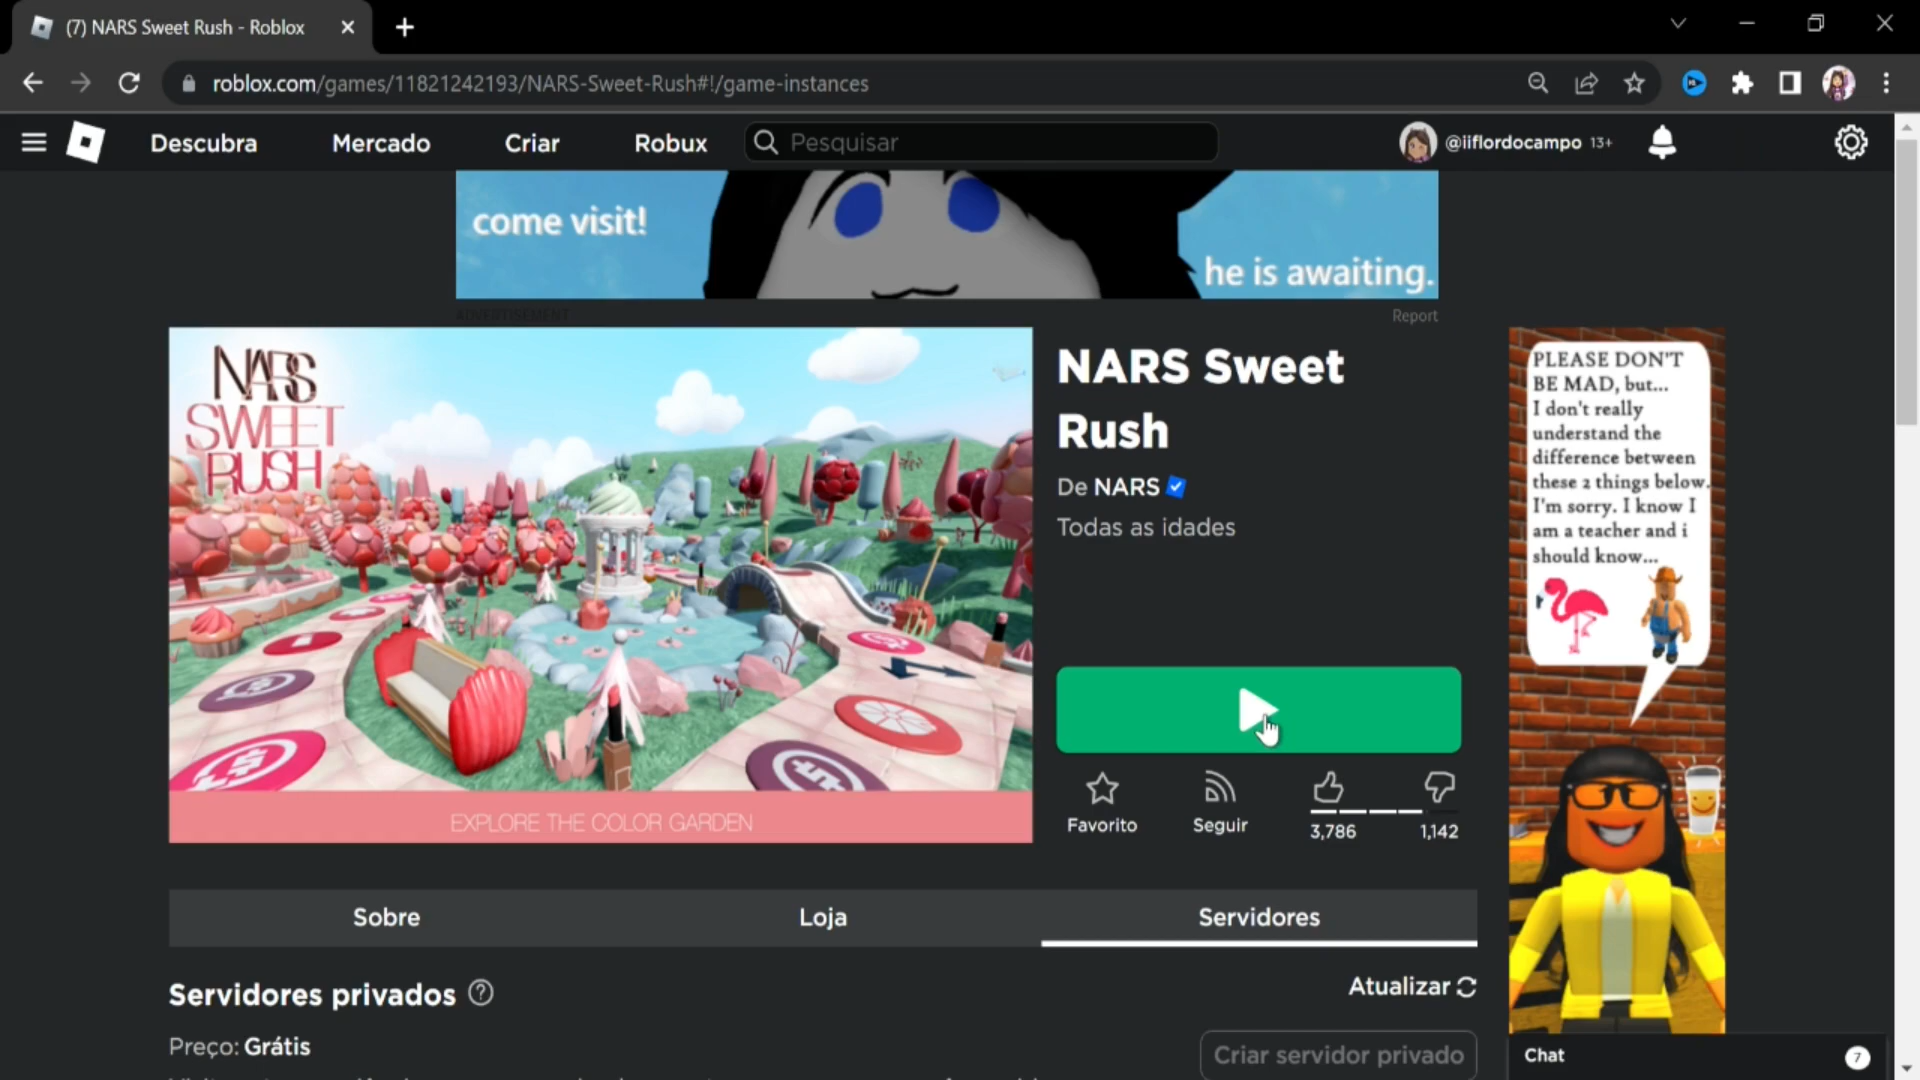 (7) NARS Sweet Rush - Roblox
roblox.com/games/11821242193/NARS-Sweet-Rush#!/game-instances
Descubra
Mercado
Criar
Robux
Pesquisar
@iiflordocampo 13+
come visit!
he is awaiting.
ADVERTISEMENT
Report
NARS
SWEET
RUSH
EXPLORE THE COLOR GARDEN
NARS Sweet
Rush
De NARS
Todas as idades
Favorito
Seguir
3,786
1,142
PLEASE DON'T
BE MAD, but...
I don't really
understand the
difference between
these 2 things below.
I'm sorry. I know I
am a teacher and i
should know...
Sobre
Loja
Servidores
Servidores privados
Atualizar
Preço: Grátis
Criar servidor privado
Chat
7